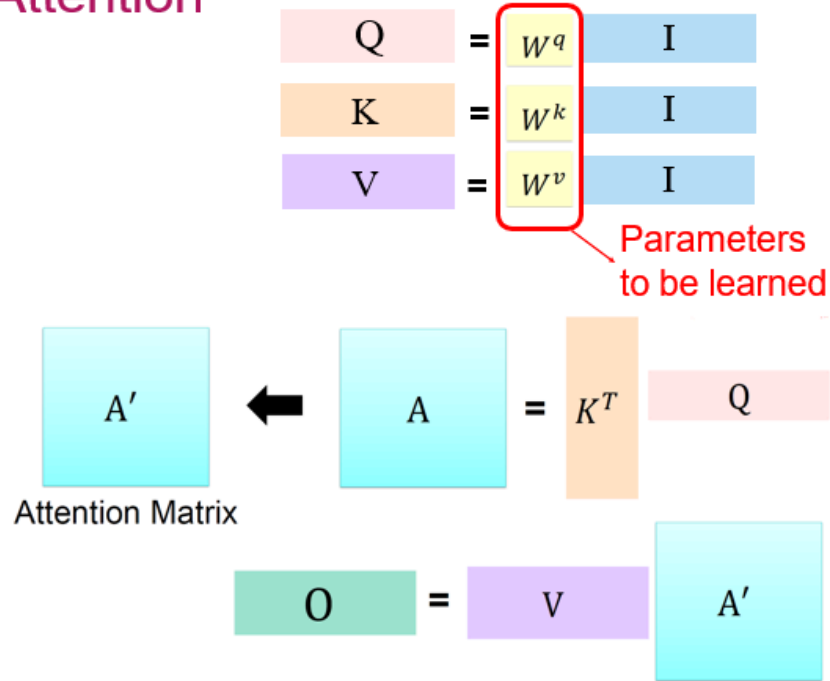 Attention
Q = W^q I
K = W^k I
V = W^v I
Parameters
to be learned
A′ A = K^T Q
Attention Matrix
O = V A′